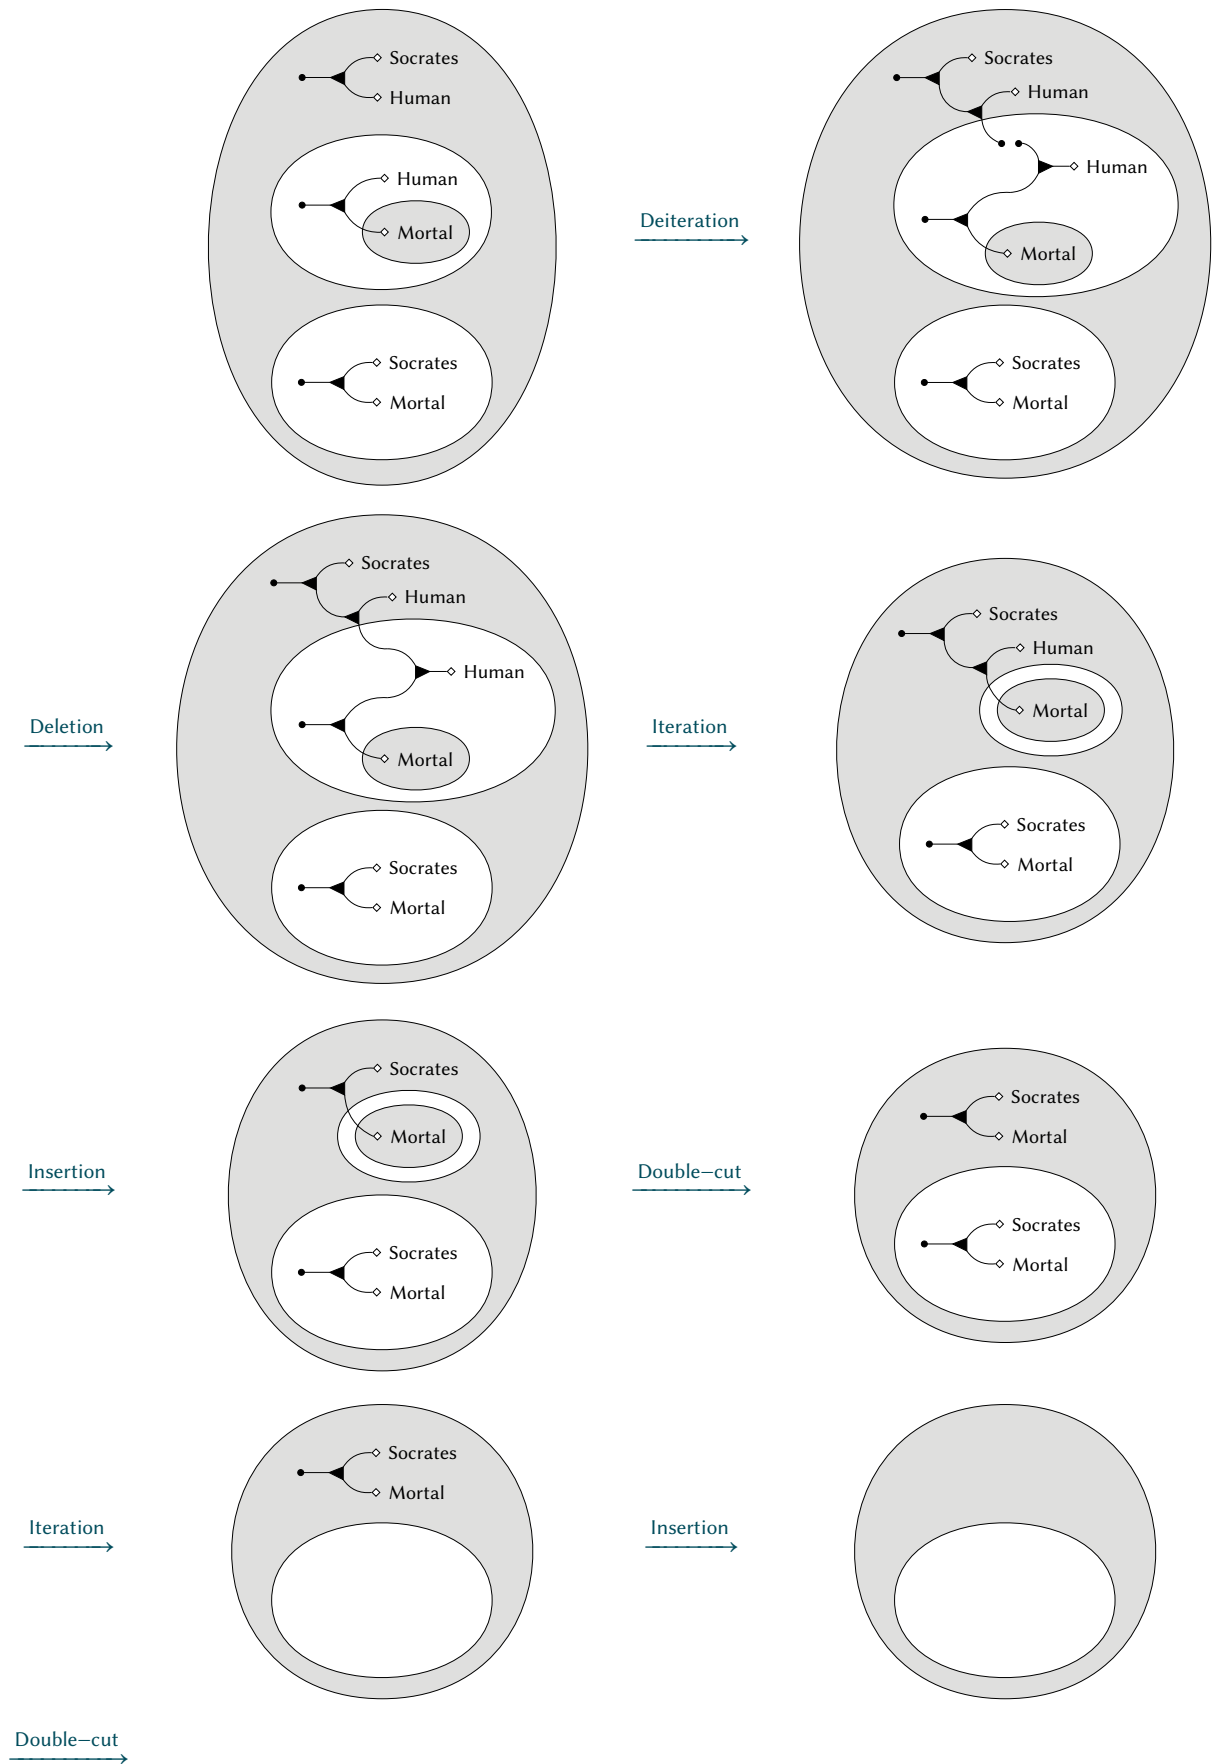 Socrates
Human
Human
Mortal
Socrates
Mortal
Deiteration
Socrates
Human
Human
Mortal
Socrates
Mortal
Deletion
Socrates
Human
Human
Mortal
Socrates
Mortal
Iteration
Socrates
Human
Mortal
Socrates
Mortal
Insertion
Socrates
Mortal
Socrates
Mortal
Double–cut
Socrates
Mortal
Socrates
Mortal
Iteration
Socrates
Mortal
Insertion
Double–cut